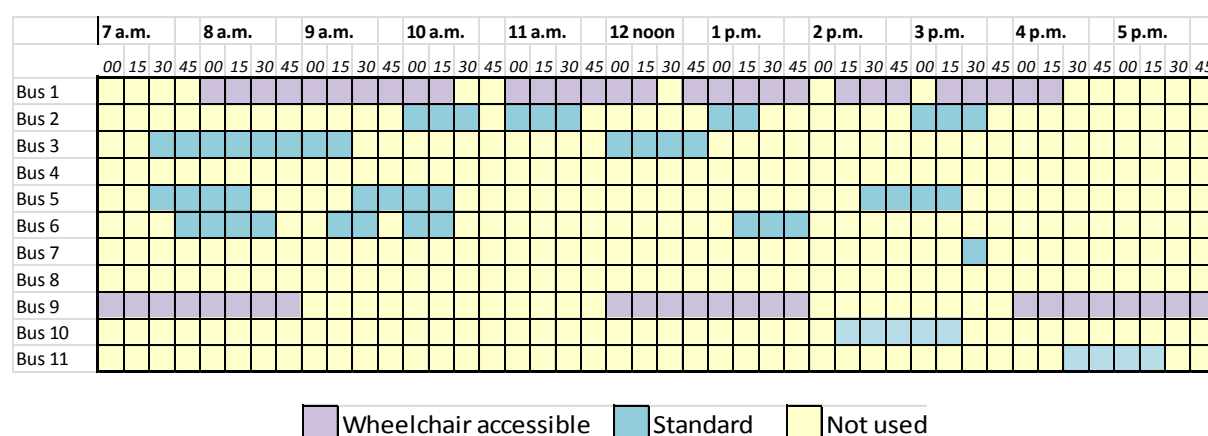 7 a.m. 8 a.m. 9 a.m. 10 a.m. 11 a.m. 12 noon 1 p.m. 2 p.m. 3 p.m. 4 p.m. 5 p.m.
00 15 30 45 00 15 30 45 00 15 30 45 00 15 30 45 00 15 30 45 00 15 30 45 00 15 30 45 00 15 30 45 00 15 30 45 00 15 30 45 00 15 30 45
Bus 1
Bus 2
Bus 3
Bus 4
Bus 5
Bus 6
Bus 7
Bus 8
Bus 9
Bus 10
Bus 11
Wheelchair accessible Standard Not used